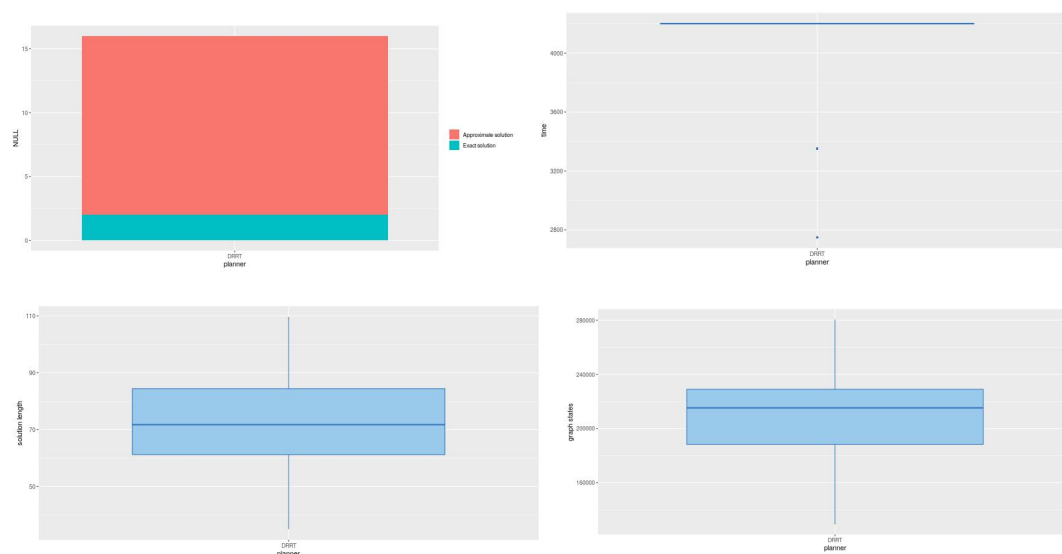 15
10
5
0
NULL
DRRT
planner
Approximate solution
Exact solution
4000
3600
3200
2800
time
DRRT
planner
110
90
70
50
solution length
DRRT
planner
280000
240000
200000
160000
graph states
DRRT
planner